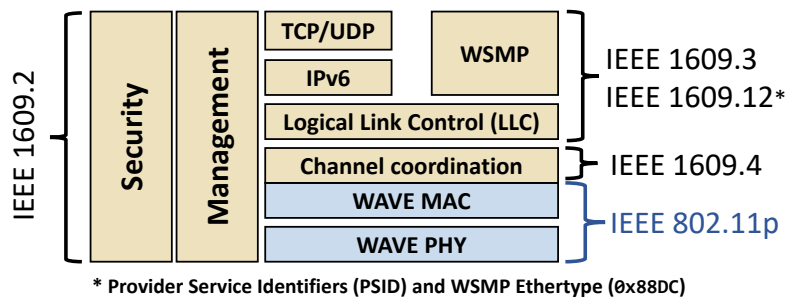 IEEE 1609.2
Security
Management
TCP/UDP
IPv6
WSMP
Logical Link Control (LLC)
Channel coordination
WAVE MAC
WAVE PHY
IEEE 1609.3
IEEE 1609.12*
IEEE 1609.4
IEEE 802.11p
* Provider Service Identifiers (PSID) and WSMP Ethertype (0x88DC)